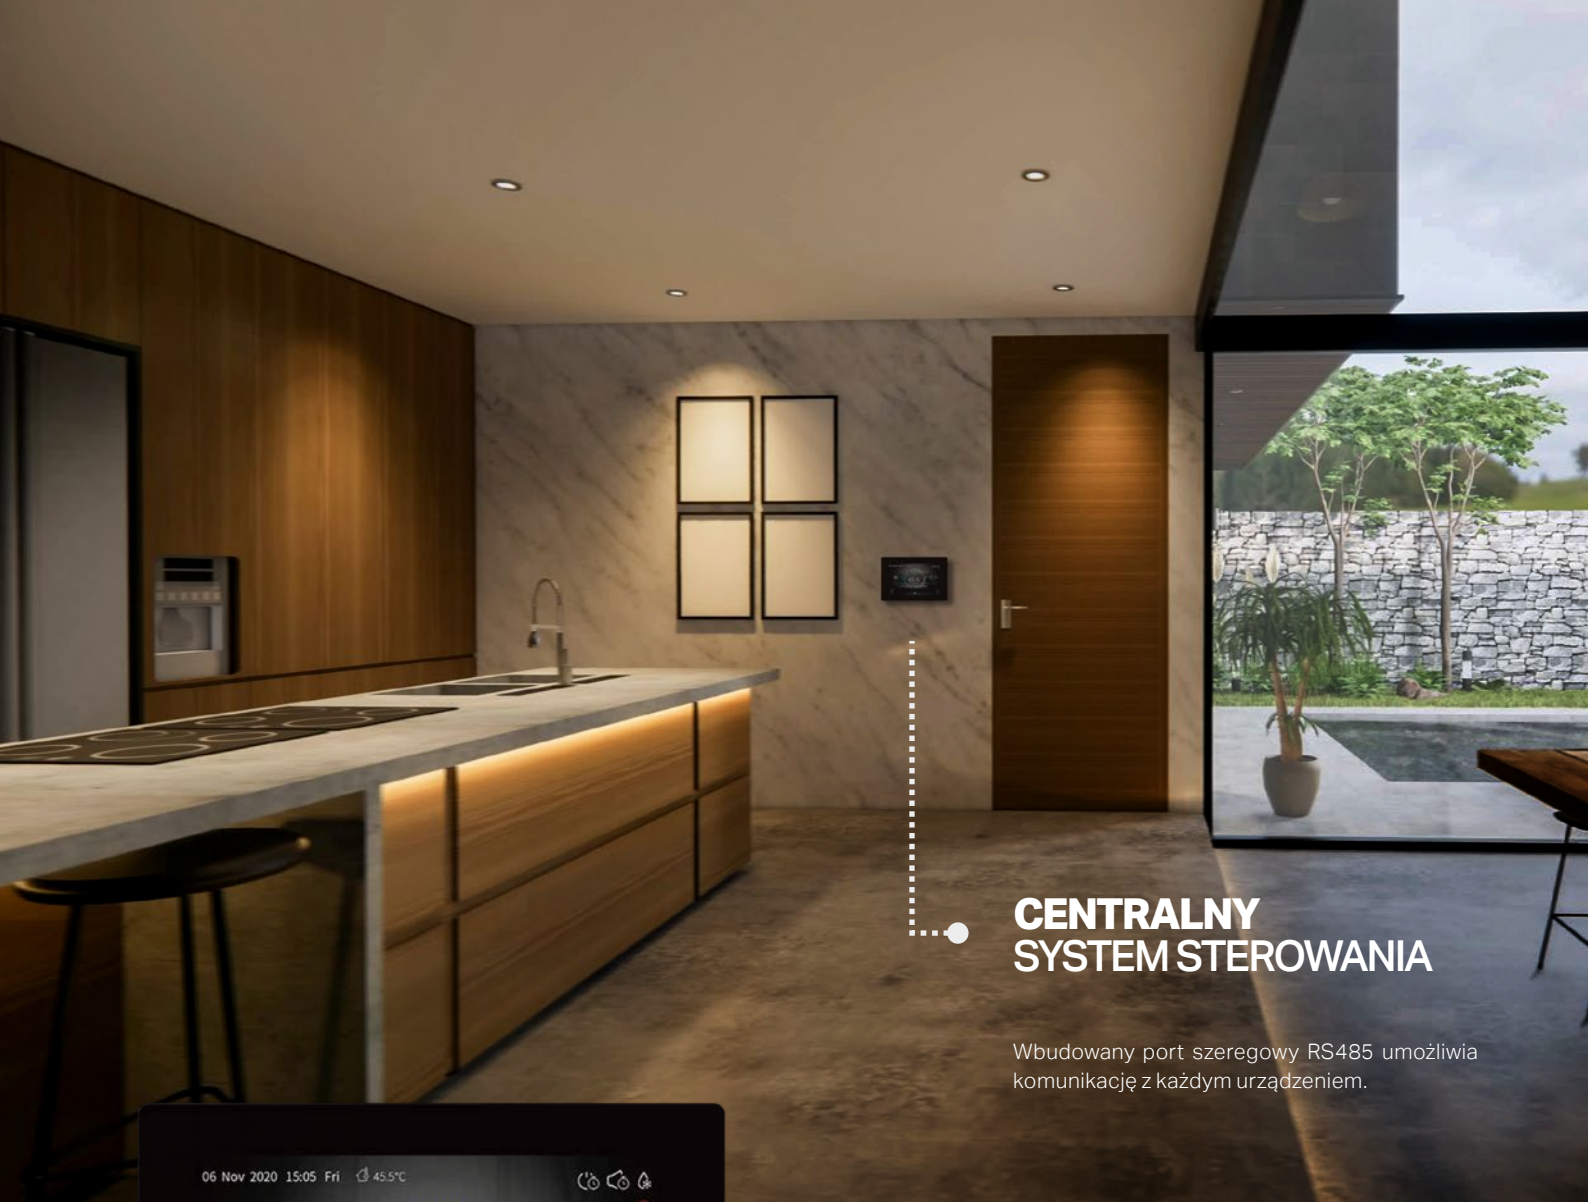 CENTRALNY
SYSTEM STEROWANIA
Wbudowany port szeregowy RS485 umożliwia
komunikację z każdym urządzeniem.
06 Nov 2020 15:05 Fri 45.5°C